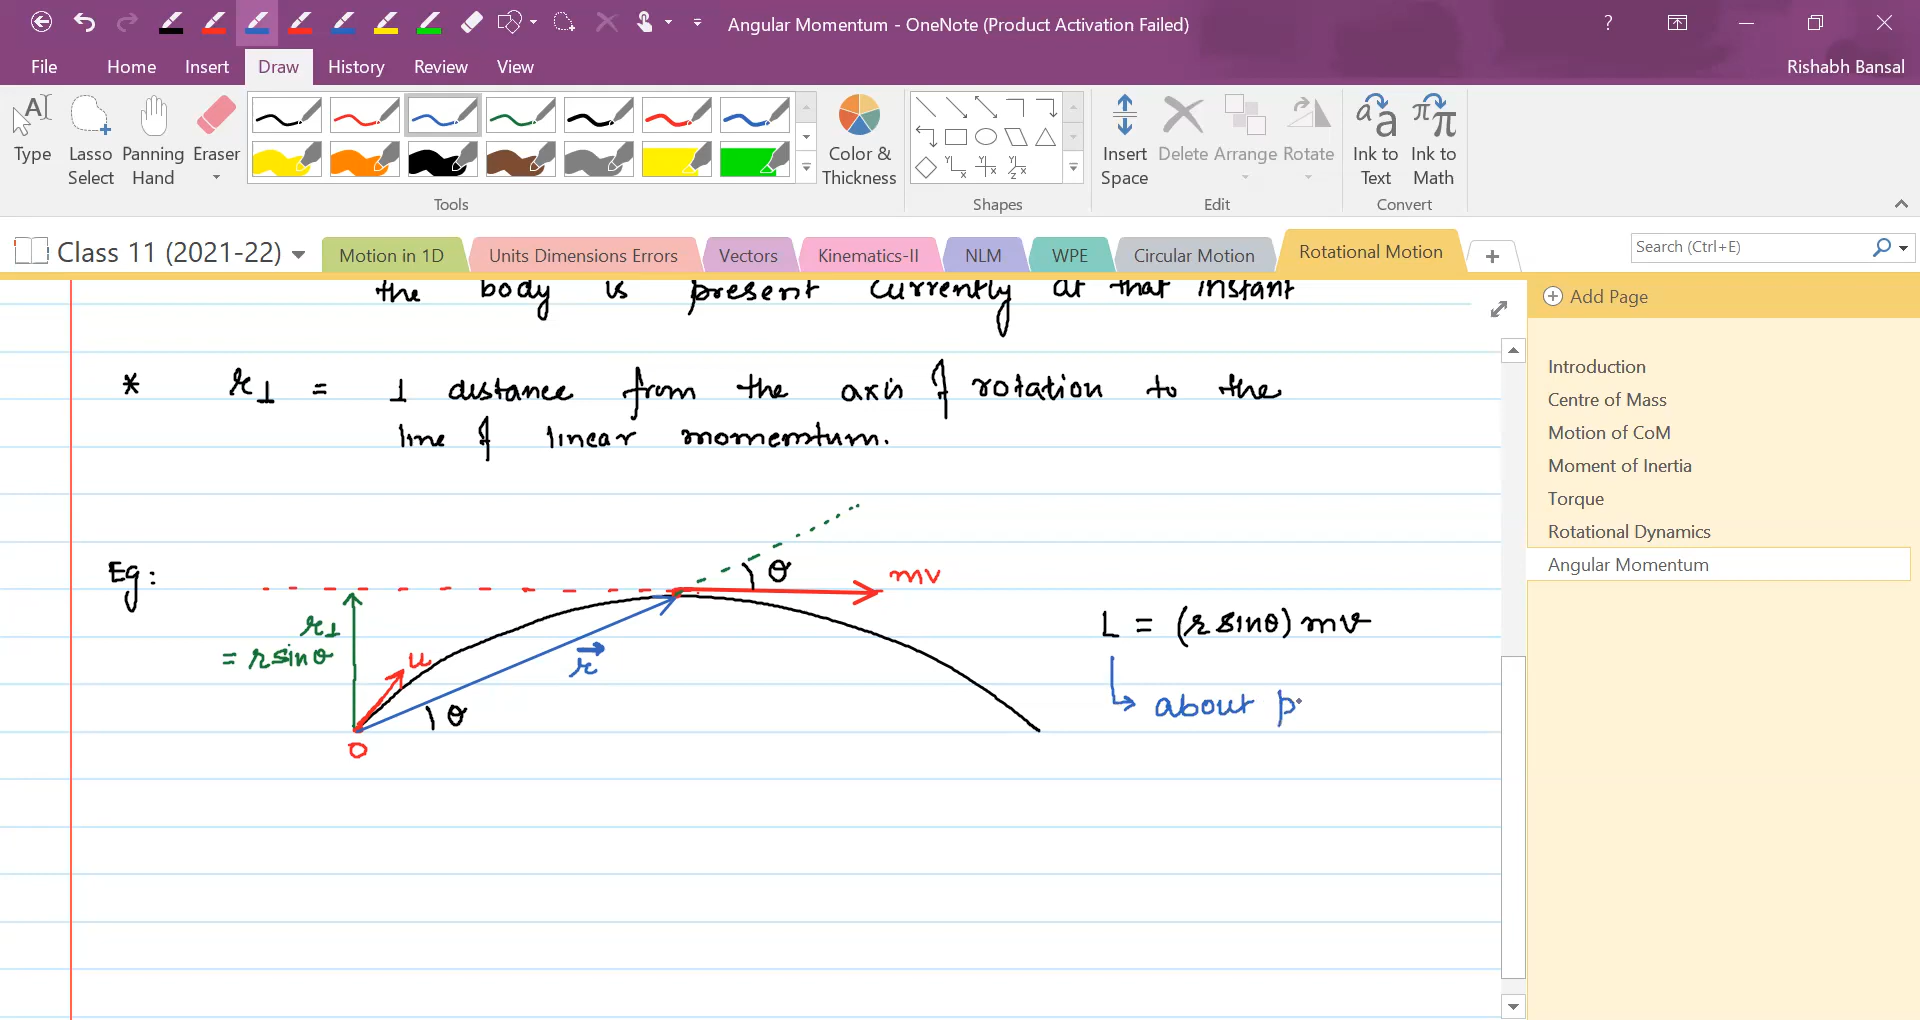 Angular Momentum - OneNote (Product Activation Failed)
?
File Home Insert Draw History Review View
Rishabh Bansal
Type
Lasso Select
Panning Hand
Eraser
Color & Thickness
Insert Space
Delete
Arrange
Rotate
Ink to Text
Ink to Math
Tools
Shapes
Edit
Convert
Class 11 (2021-22)
Motion in 1D
Units Dimensions Errors
Vectors
Kinematics-II
NLM
WPE
Circular Motion
Rotational Motion
Search (Ctrl+E)
Add Page
Introduction
Centre of Mass
Motion of CoM
Moment of Inertia
Torque
Rotational Dynamics
Angular Momentum
the body is present currently at that instant
* r⊥ = ⊥ distance from the axis of rotation to the
line of linear momemtum.
Eg:
θ
mv
r⊥
= r sinθ
u
r
θ
O
L = (r sinθ) mv
about p